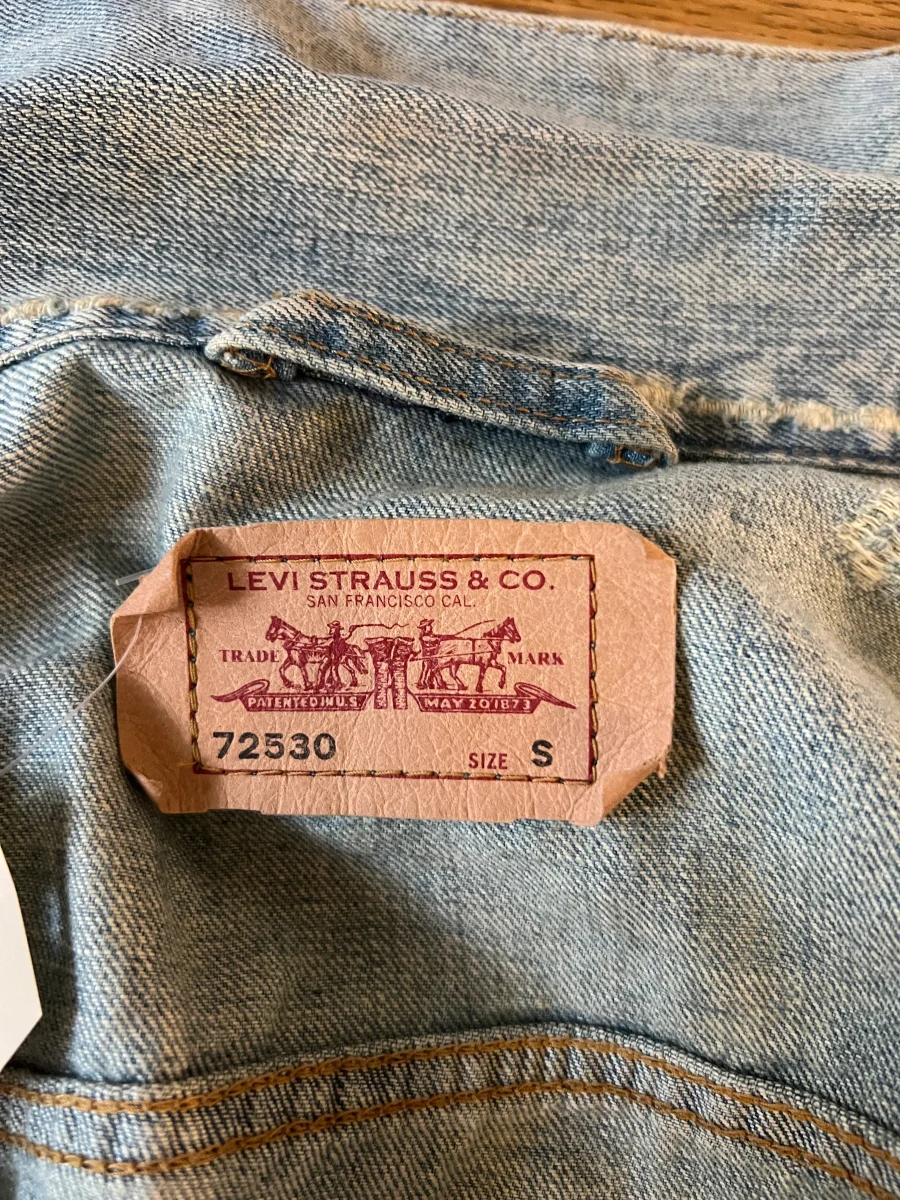 LEVI STRAUSS & CO.
SAN FRANCISCO CAL.
TRADE MARK
PATENTED IN U.S. MAY 20 1873
72530 SIZE S